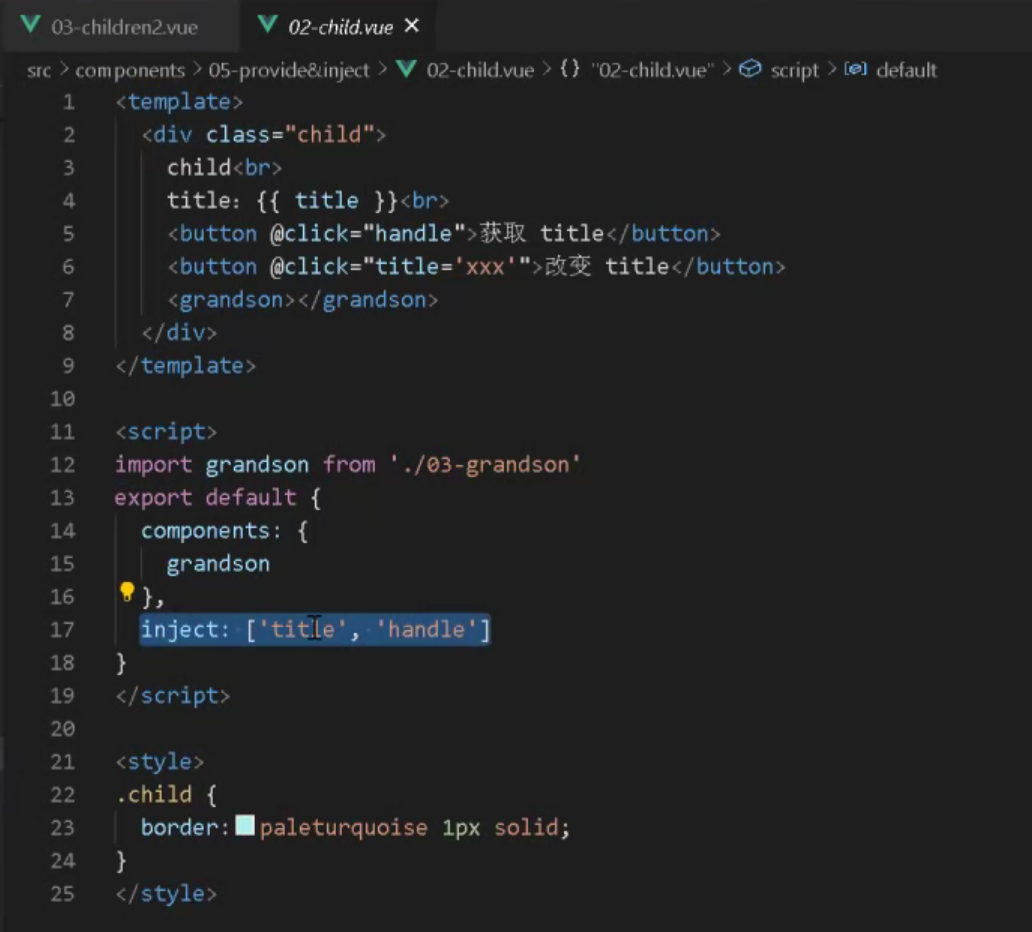 03-children2.vue 02-child.vue
src > components > 05-provide&inject > 02-child.vue > {} "02-child.vue" > script > default
1 <template>
2 <div class="child">
3 child<br>
4 title: {{ title }}<br>
5 <button @click="handle">获取 title</button>
6 <button @click="title='xxx'">改变 title</button>
7 <grandson></grandson>
8 </div>
9 </template>
10
11 <script>
12 import grandson from './03-grandson'
13 export default {
14 components: {
15 grandson
16 },
17 inject: ['title', 'handle']
18 }
19 </script>
20
21 <style>
22 .child {
23 border: paleturquoise 1px solid;
24 }
25 </style>